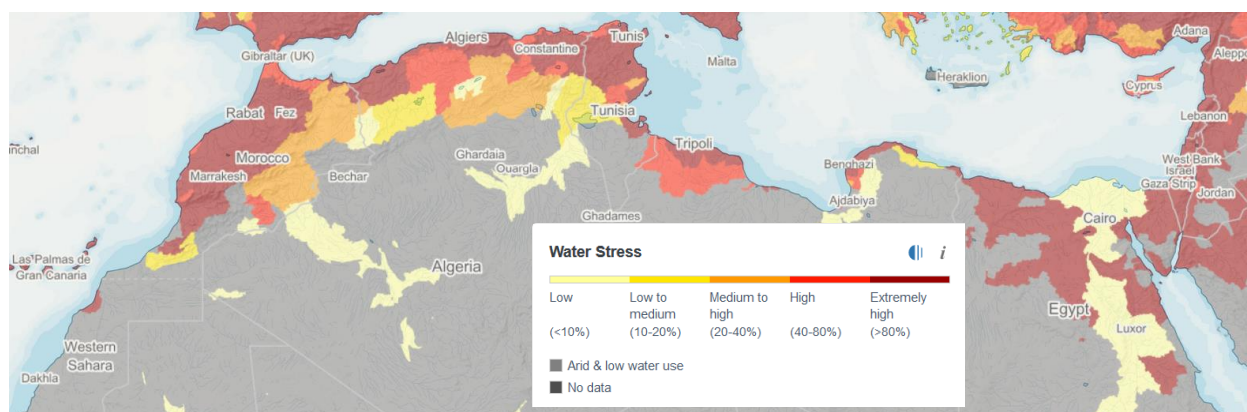 Adana
Algiers
Tunis
Constantine
Gibraltar (UK)
Aleppo
Malta
Heraklion
Cyprus
Rabat
Fez
Tunisia
Lebanon
Tripoli
nchal
Morocco
Ghardaia
Benghazi
West Bank
Israel
Marrakesh
Bechar
Ouargla
Gaza Strip
Jordan
Ajdabiya
Ghadames
Cairo
Las Palmas de
Gran Canaria
Algeria
Egypt
Luxor
Western
Sahara
Dakhla
Water Stress
i
Low
Low to
medium
Medium to
high
High
Extremely
high
(<10%)
(10-20%)
(20-40%)
(40-80%)
(>80%)
Arid & low water use
No data